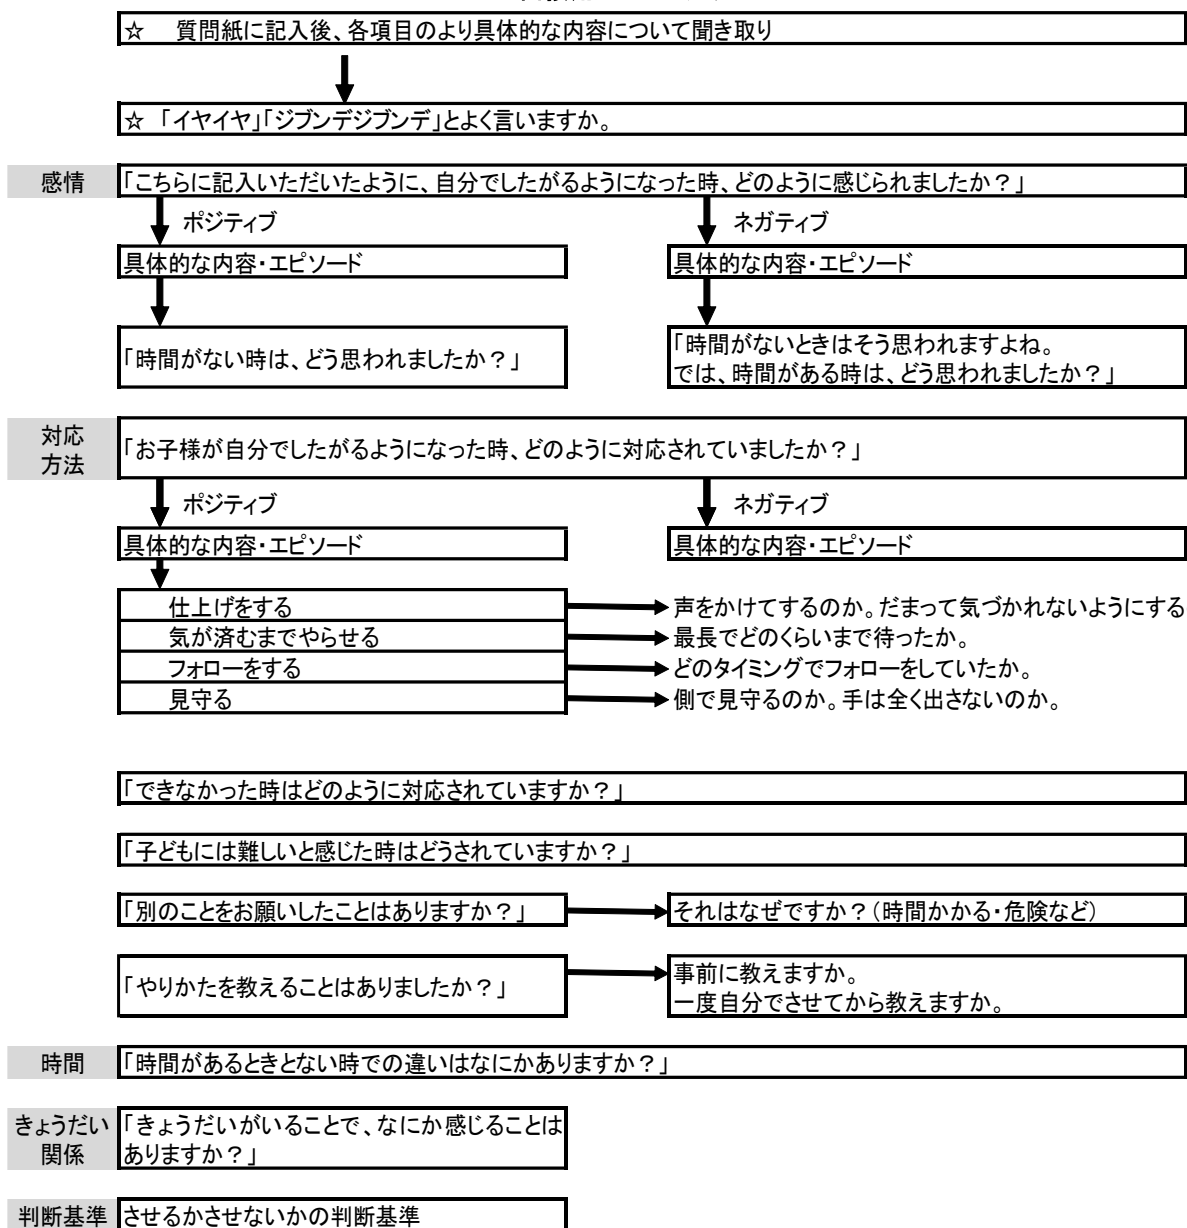 ☆　質問紙に記入後、各項目のより具体的な内容について聞き取り
☆ 「イヤイヤ」「ジブンデジブンデ」とよく言いますか。
感情
「こちらに記入いただいたように、自分でしたがるようになった時、どのように感じられましたか？」
ポジティブ
ネガティブ
具体的な内容・エピソード
具体的な内容・エピソード
「時間がない時は、どう思われましたか？」
「時間がないときはそう思われますよね。
では、時間がある時は、どう思われましたか？」
対応
方法
「お子様が自分でしたがるようになった時、どのように対応されていましたか？」
ポジティブ
ネガティブ
具体的な内容・エピソード
具体的な内容・エピソード
仕上げをする
声をかけてするのか。だまって気づかれないようにする
気が済むまでやらせる
最長でどのくらいまで待ったか。
フォローをする
どのタイミングでフォローをしていたか。
見守る
側で見守るのか。手は全く出さないのか。
「できなかった時はどのように対応されていますか？」
「子どもには難しいと感じた時はどうされていますか？」
「別のことをお願いしたことはありますか？」
それはなぜですか？（時間かかる・危険など）
「やりかたを教えることはありましたか？」
事前に教えますか。
一度自分でさせてから教えますか。
時間
「時間があるときとない時での違いはなにかありますか？」
きょうだい
関係
「きょうだいがいることで、なにか感じることは
ありますか？」
判断基準
させるかさせないかの判断基準